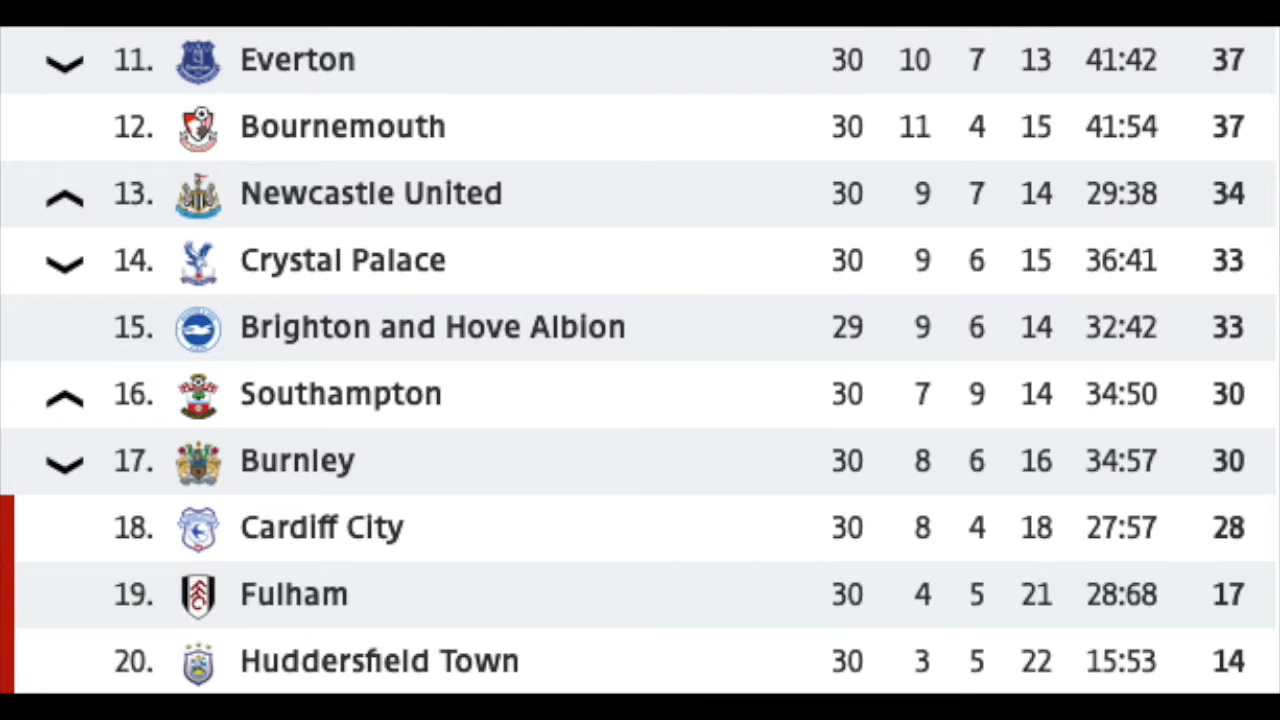 11. Everton 30 10 7 13 41:42 37
12. Bournemouth 30 11 4 15 41:54 37
13. Newcastle United 30 9 7 14 29:38 34
14. Crystal Palace 30 9 6 15 36:41 33
15. Brighton and Hove Albion 29 9 6 14 32:42 33
16. Southampton 30 7 9 14 34:50 30
17. Burnley 30 8 6 16 34:57 30
18. Cardiff City 30 8 4 18 27:57 28
19. Fulham 30 4 5 21 28:68 17
20. Huddersfield Town 30 3 5 22 15:53 14